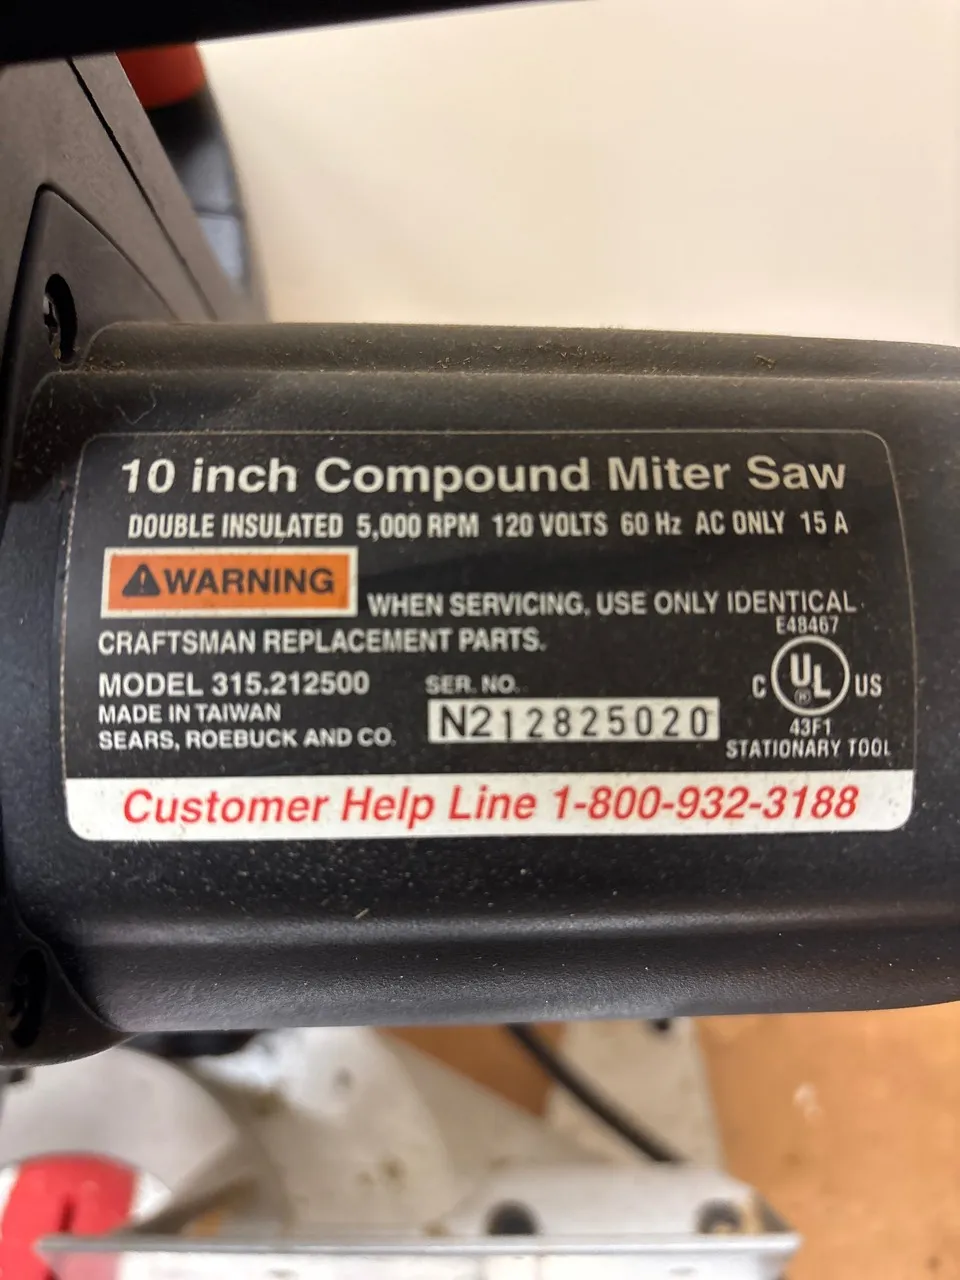 10 inch Compound Miter Saw
DOUBLE INSULATED 5,000 RPM 120 VOLTS 60 Hz AC ONLY 15 A
⚠WARNING WHEN SERVICING, USE ONLY IDENTICAL
CRAFTSMAN REPLACEMENT PARTS.
MODEL 315.212500
MADE IN TAIWAN
SEARS, ROEBUCK AND CO.
SER. NO.
N212825020
E48467
C UL ® US
43F1
STATIONARY TOOL
Customer Help Line 1-800-932-3188